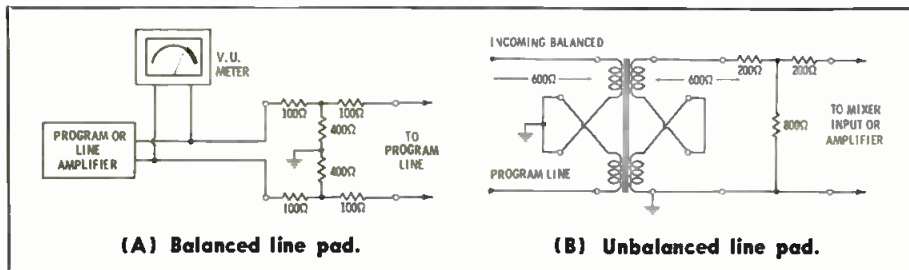 V.U.
METER
PROGRAM OR
LINE
AMPLIFIER
100Ω
100Ω
400Ω
400Ω
100Ω
100Ω
TO
PROGRAM
LINE
(A) Balanced line pad.
INCOMING BALANCED
600Ω
600Ω
200Ω
200Ω
800Ω
TO MIXER
INPUT OR
AMPLIFIER
PROGRAM LINE
(B) Unbalanced line pad.